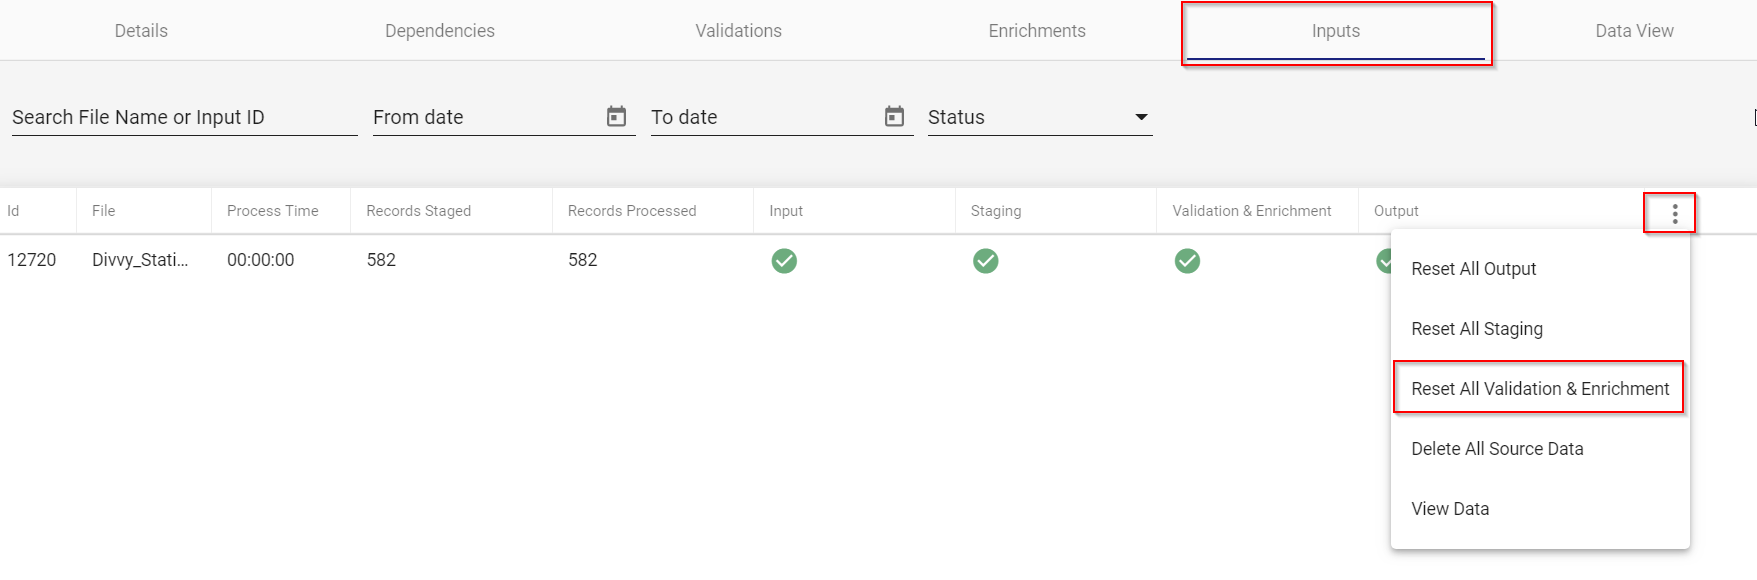 Details Dependencies Validations Enrichments Inputs Data View
Search File Name or Input ID From date To date Status
Id File Process Time Records Staged Records Processed Input Staging Validation & Enrichment Output
12720 Divvy_Stati... 00:00:00 582 582
Reset All Output
Reset All Staging
Reset All Validation & Enrichment
Delete All Source Data
View Data